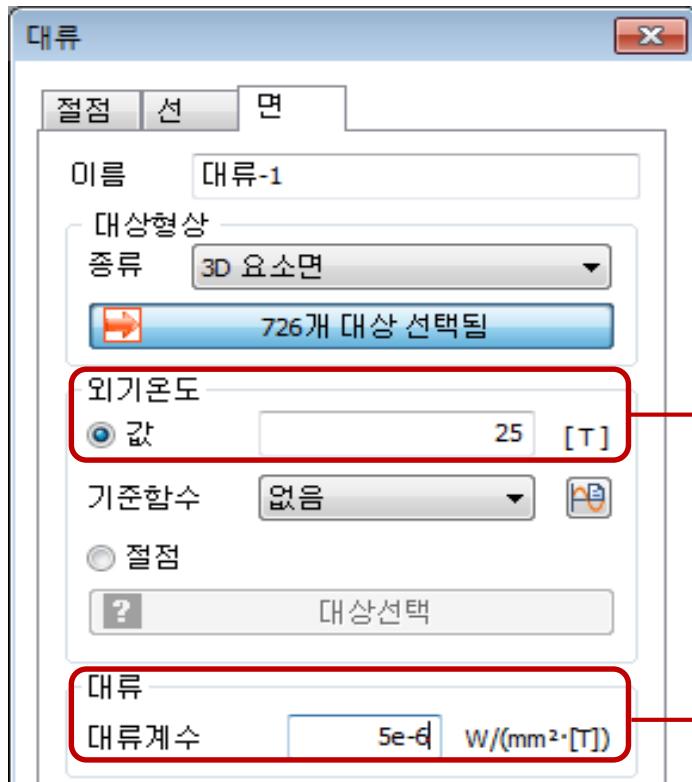 대류
절점 선 면
이름 대류-1
대상형상
종류 3D 요소면
726개 대상 선택됨
외기온도
값 25 [T]
기준함수 없음
절점
? 대상선택
대류
대류계수 5e-6 W/(mm²·[T])